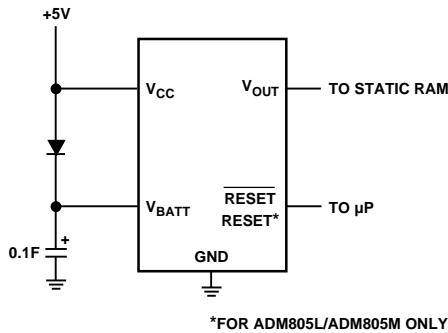 +5V
VCC
VOUT
TO STATIC RAM
VBATT
RESET
RESET*
TO µP
0.1F
+
GND
*FOR ADM805L/ADM805M ONLY